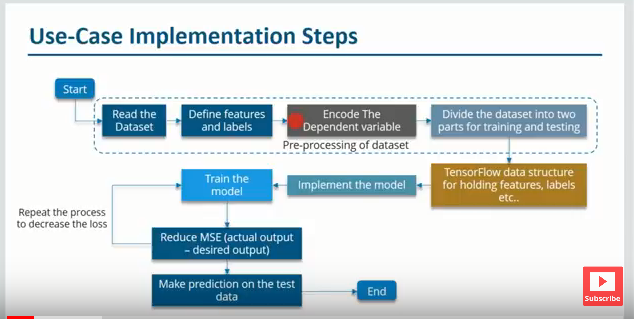 Use-Case Implementation Steps
Start
Read the
Dataset
Define features
and labels
Encode The
Dependent variable
Divide the dataset into two
parts for training and testing
Pre-processing of dataset
Train the
model
Implement the model
TensorFlow data structure
for holding features, labels
etc..
Repeat the process
to decrease the loss
Reduce MSE (actual output
– desired output)
Make prediction on the test
data
End
Subscribe